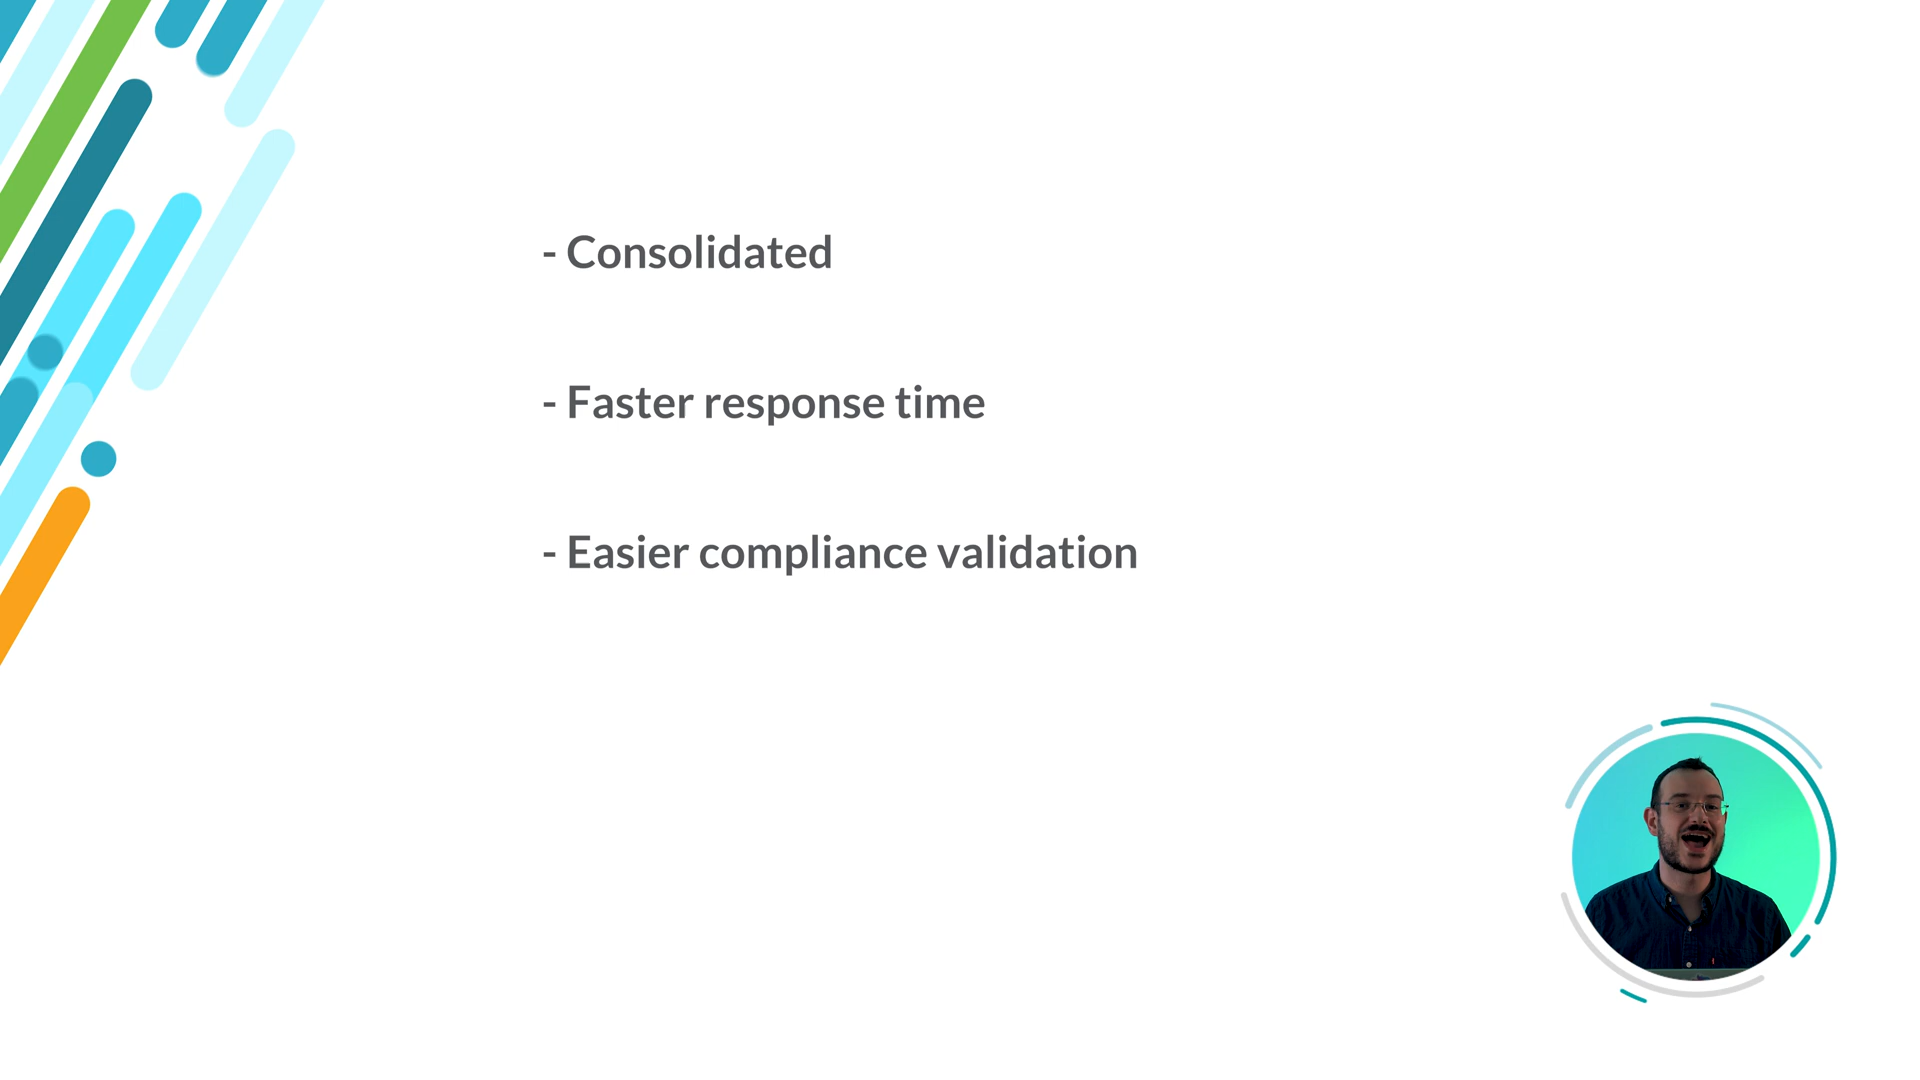 - Consolidated
- Faster response time
- Easier compliance validation